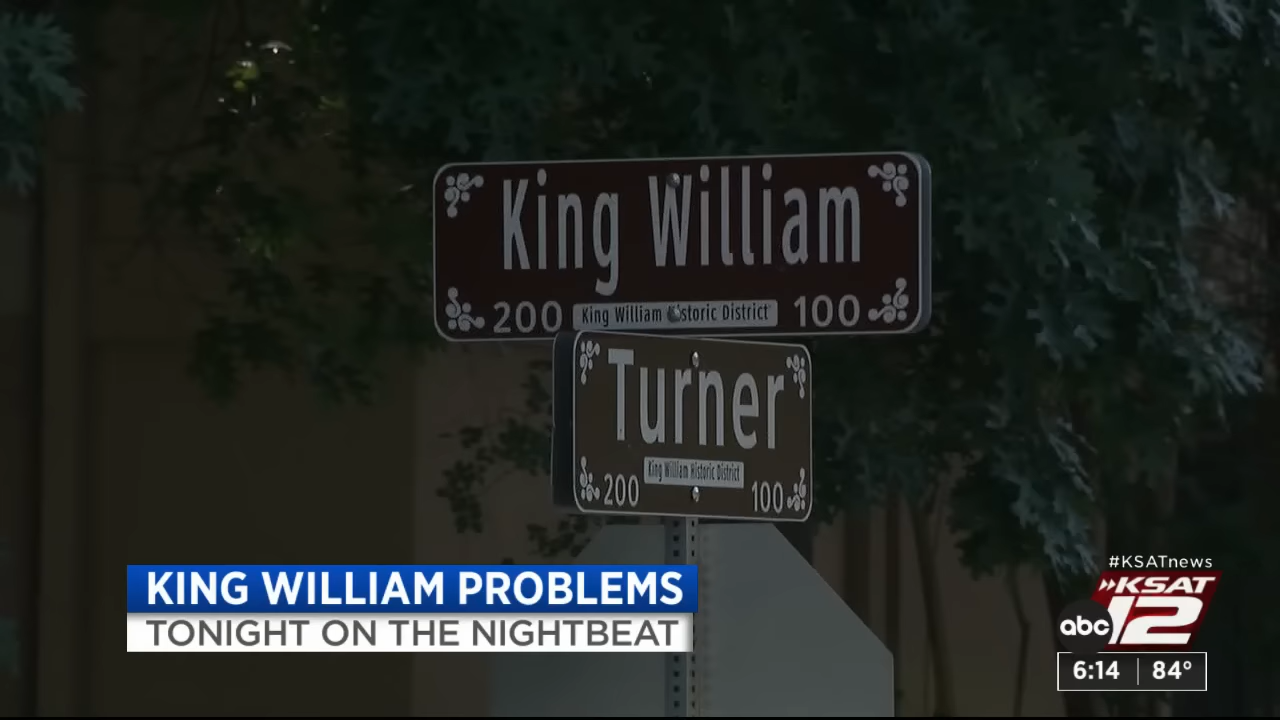 King William
200 King William Historic District 100
Turner
King William Historic District
200 100
KING WILLIAM PROBLEMS
TONIGHT ON THE NIGHTBEAT
#KSATnews
KSAT
abc 12
6:14 84°